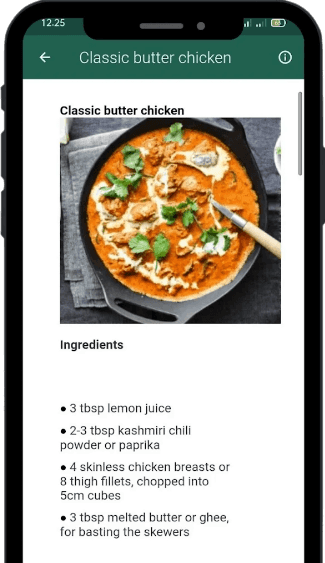 12.25
Classic butter chicken
Classic butter chicken
Ingredients
● 3 tbsp lemon juice
● 2-3 tbsp kashmiri chili
powder or paprika
● 4 skinless chicken breasts or
8 thigh fillets, chopped into
5cm cubes
● 3 tbsp melted butter or ghee,
for basting the skewers